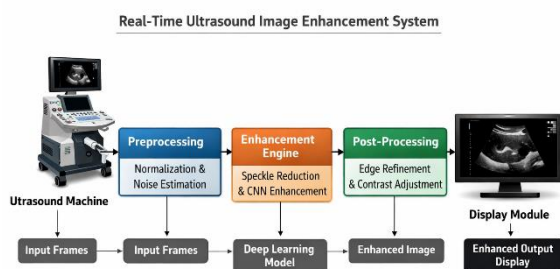 Real-Time Ultrasound Image Enhancement System
Preprocessing
Normalization &
Noise Estimation
Enhancement
Engine
Speckle Reduction
& CNN Enhancement
Post-Processing
Edge Refinement
& Contrast Adjustment
Ultrasound Machine
Display Module
Input Frames
Input Frames
Deep Learning
Model
Enhanced Image
Enhanced Output
Display